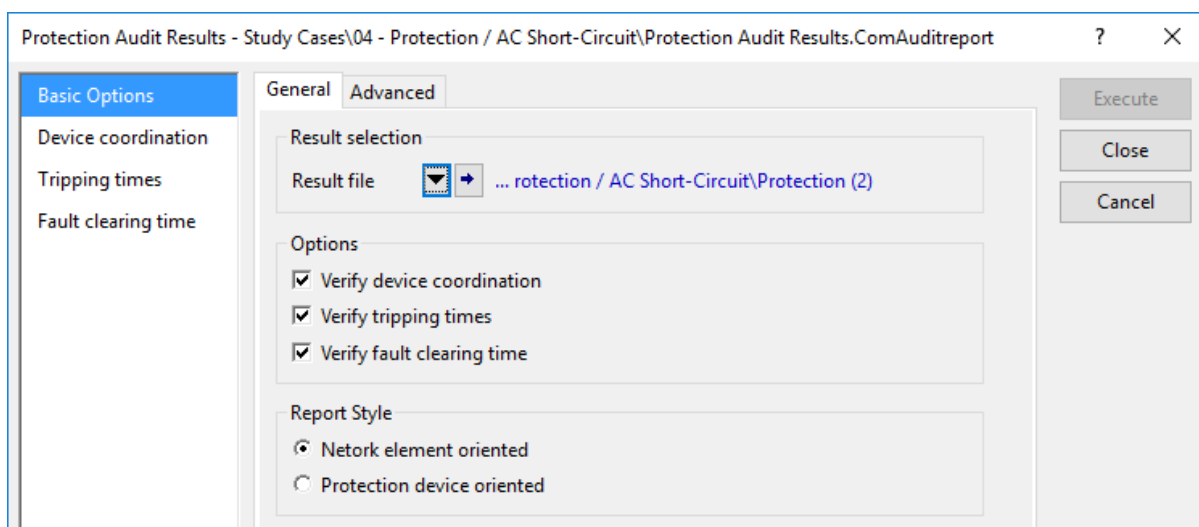 Protection Audit Results - Study Cases\04 - Protection / AC Short-Circuit\Protection Audit Results.ComAuditreport ?
Basic Options
Device coordination
Tripping times
Fault clearing time
General Advanced
Result selection
Result file ... rotection / AC Short-Circuit\Protection (2)
Options
Verify device coordination
Verify tripping times
Verify fault clearing time
Report Style
Netork element oriented
Protection device oriented
Execute
Close
Cancel